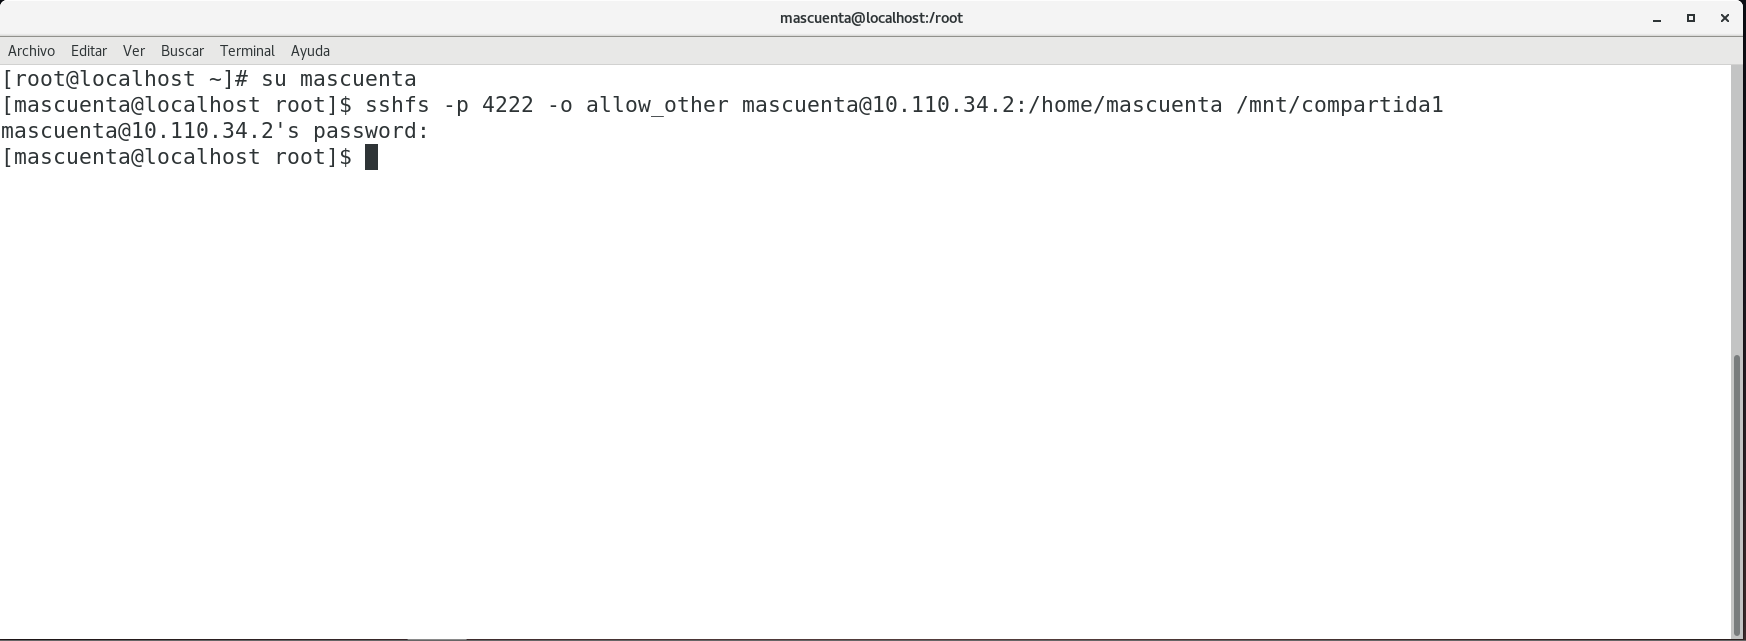 mascuenta@localhost:/root
Archivo Editar Ver Buscar Terminal Ayuda
[root@localhost ~]# su mascuenta
[mascuenta@localhost root]$ sshfs -p 4222 -o allow_other mascuenta@10.110.34.2:/home/mascuenta /mnt/compartida1
mascuenta@10.110.34.2's password:
[mascuenta@localhost root]$